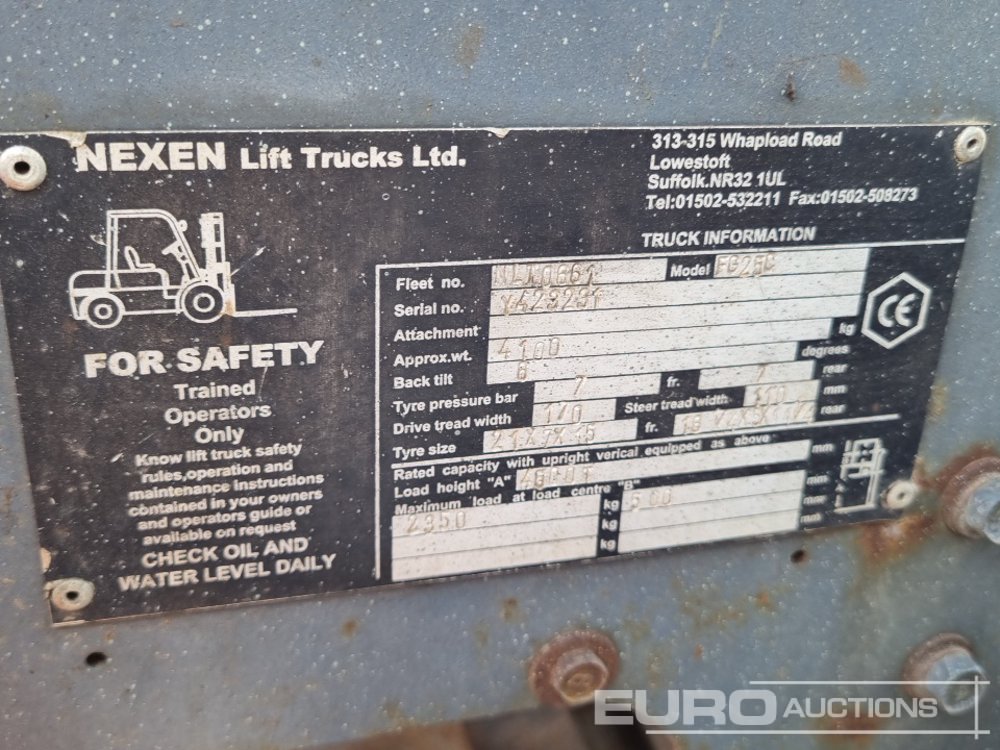 NEXEN Lift Trucks Ltd.
313-315 Whapload Road
Lowestoft
Suffolk.NR32 1UL
Tel:01502-532211 Fax:01502-508273
TRUCK INFORMATION
FOR SAFETY
Trained
Operators
Only
Know lift truck safety
rules,operation and
maintenance instructions
contained in your owners
and operators guide or
available on request
CHECK OIL AND
WATER LEVEL DAILY
Fleet no. Model
Serial no.
Attachment
Approx.wt. 4100 kg
Back tilt 8 degrees
Tyre pressure bar 7 fr. 7 rear
Drive tread width Steer tread width mm
Tyre size 21X7X15 fr. rear
Rated capacity with upright verical equipped as above
Load height "A" mm
Maximum load at load centre "B"
2350 kg 500 mm
kg mm
kg mm
CE
EURO AUCTIONS